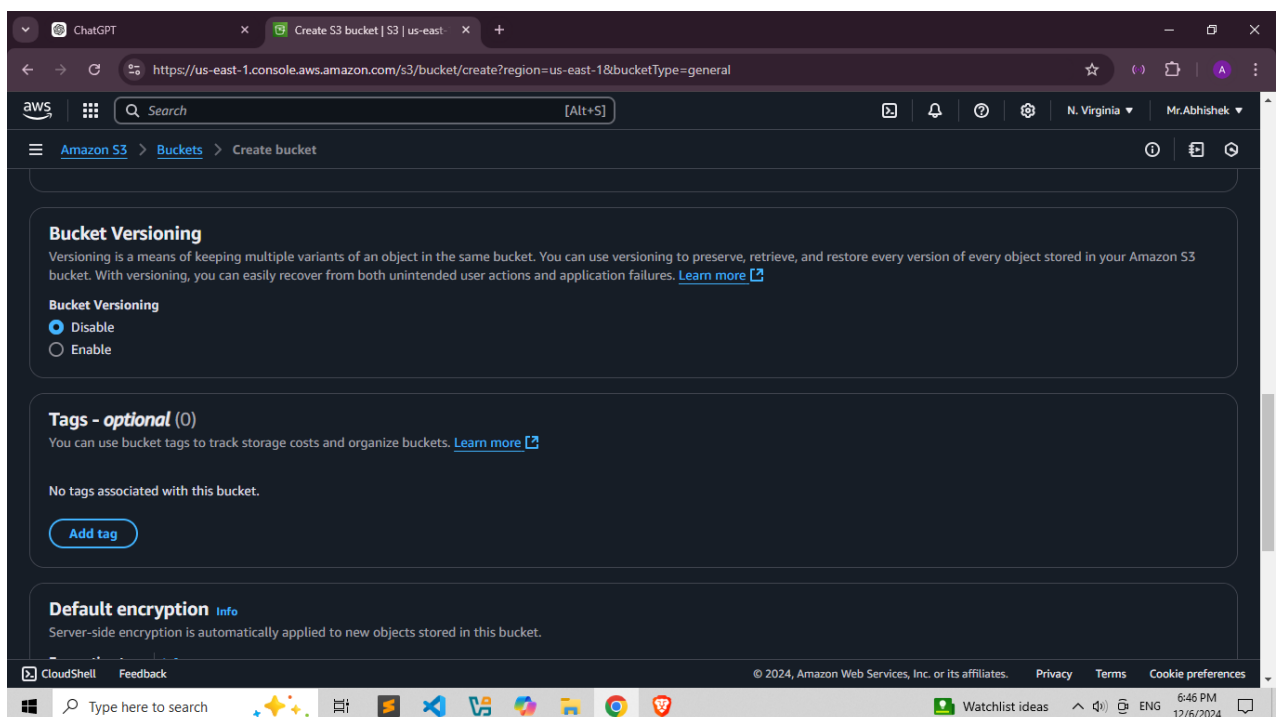 ChatGPT
Create S3 bucket | S3 | us-east-
https://us-east-1.console.aws.amazon.com/s3/bucket/create?region=us-east-1&bucketType=general
A
aws
Search
[Alt+S]
N. Virginia
Mr.Abhishek
Amazon S3 > Buckets > Create bucket
Bucket Versioning
Versioning is a means of keeping multiple variants of an object in the same bucket. You can use versioning to preserve, retrieve, and restore every version of every object stored in your Amazon S3
bucket. With versioning, you can easily recover from both unintended user actions and application failures. Learn more
Bucket Versioning
Disable
Enable
Tags - optional (0)
You can use bucket tags to track storage costs and organize buckets. Learn more
No tags associated with this bucket.
Add tag
Default encryption Info
Server-side encryption is automatically applied to new objects stored in this bucket.
CloudShell Feedback © 2024, Amazon Web Services, Inc. or its affiliates. Privacy Terms Cookie preferences
Type here to search
Watchlist ideas
ENG
6:46 PM
12/6/2024